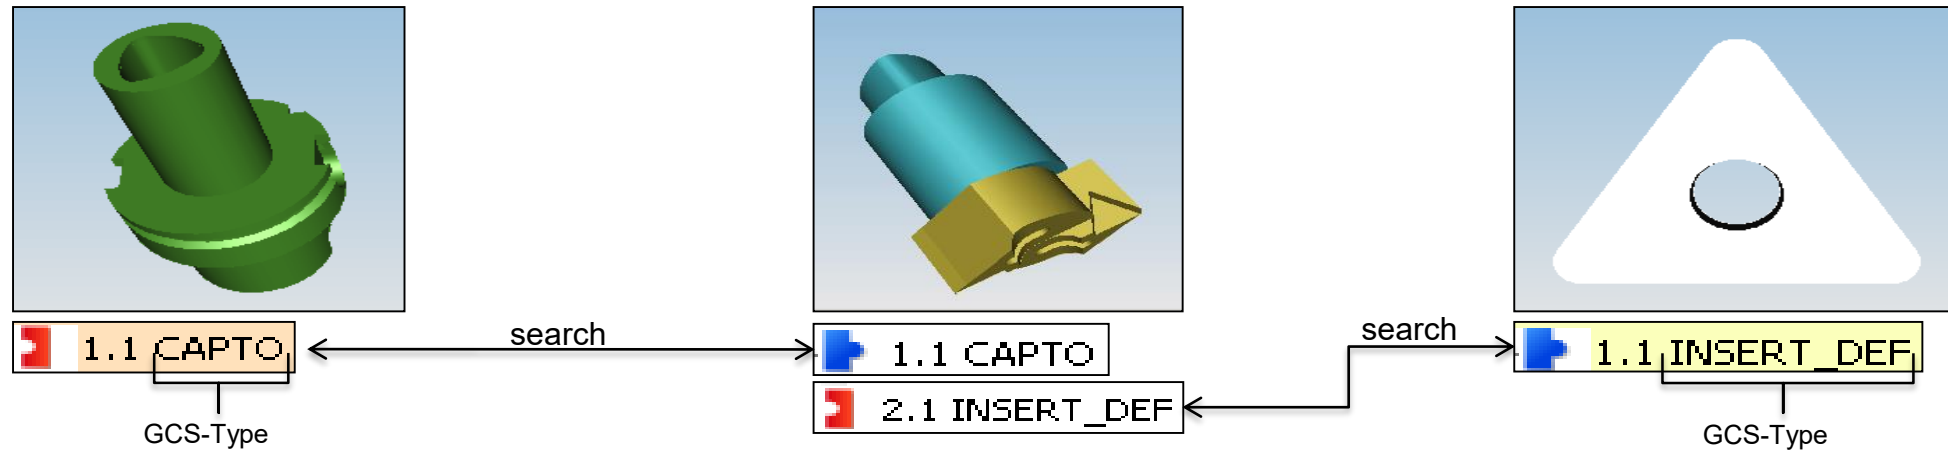 1.1 CAPTO
GCS-Type
search
1.1 CAPTO
2.1 INSERT_DEF
search
1.1 INSERT_DEF
GCS-Type